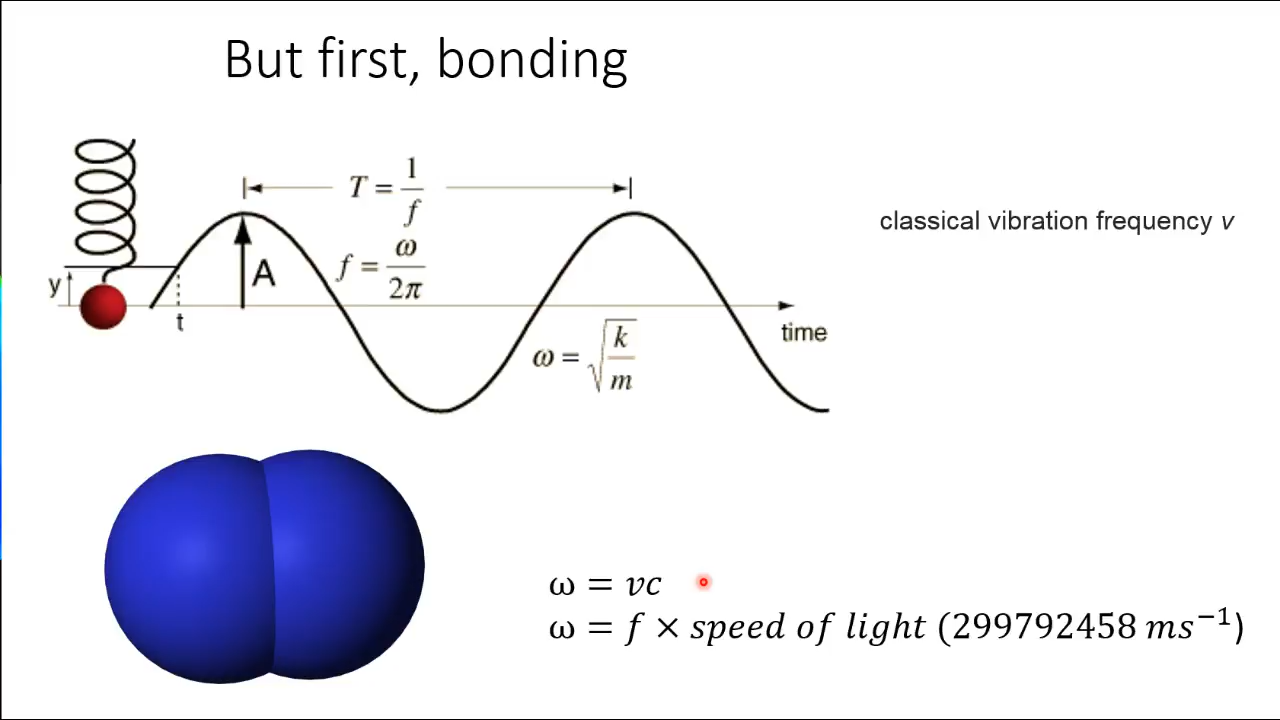 But first, bonding
T = 1/f
classical vibration frequency v
f = ω/2π
A
y
t
time
ω = √k/m
ω = vc
ω = f × speed of light (299792458 ms⁻¹)